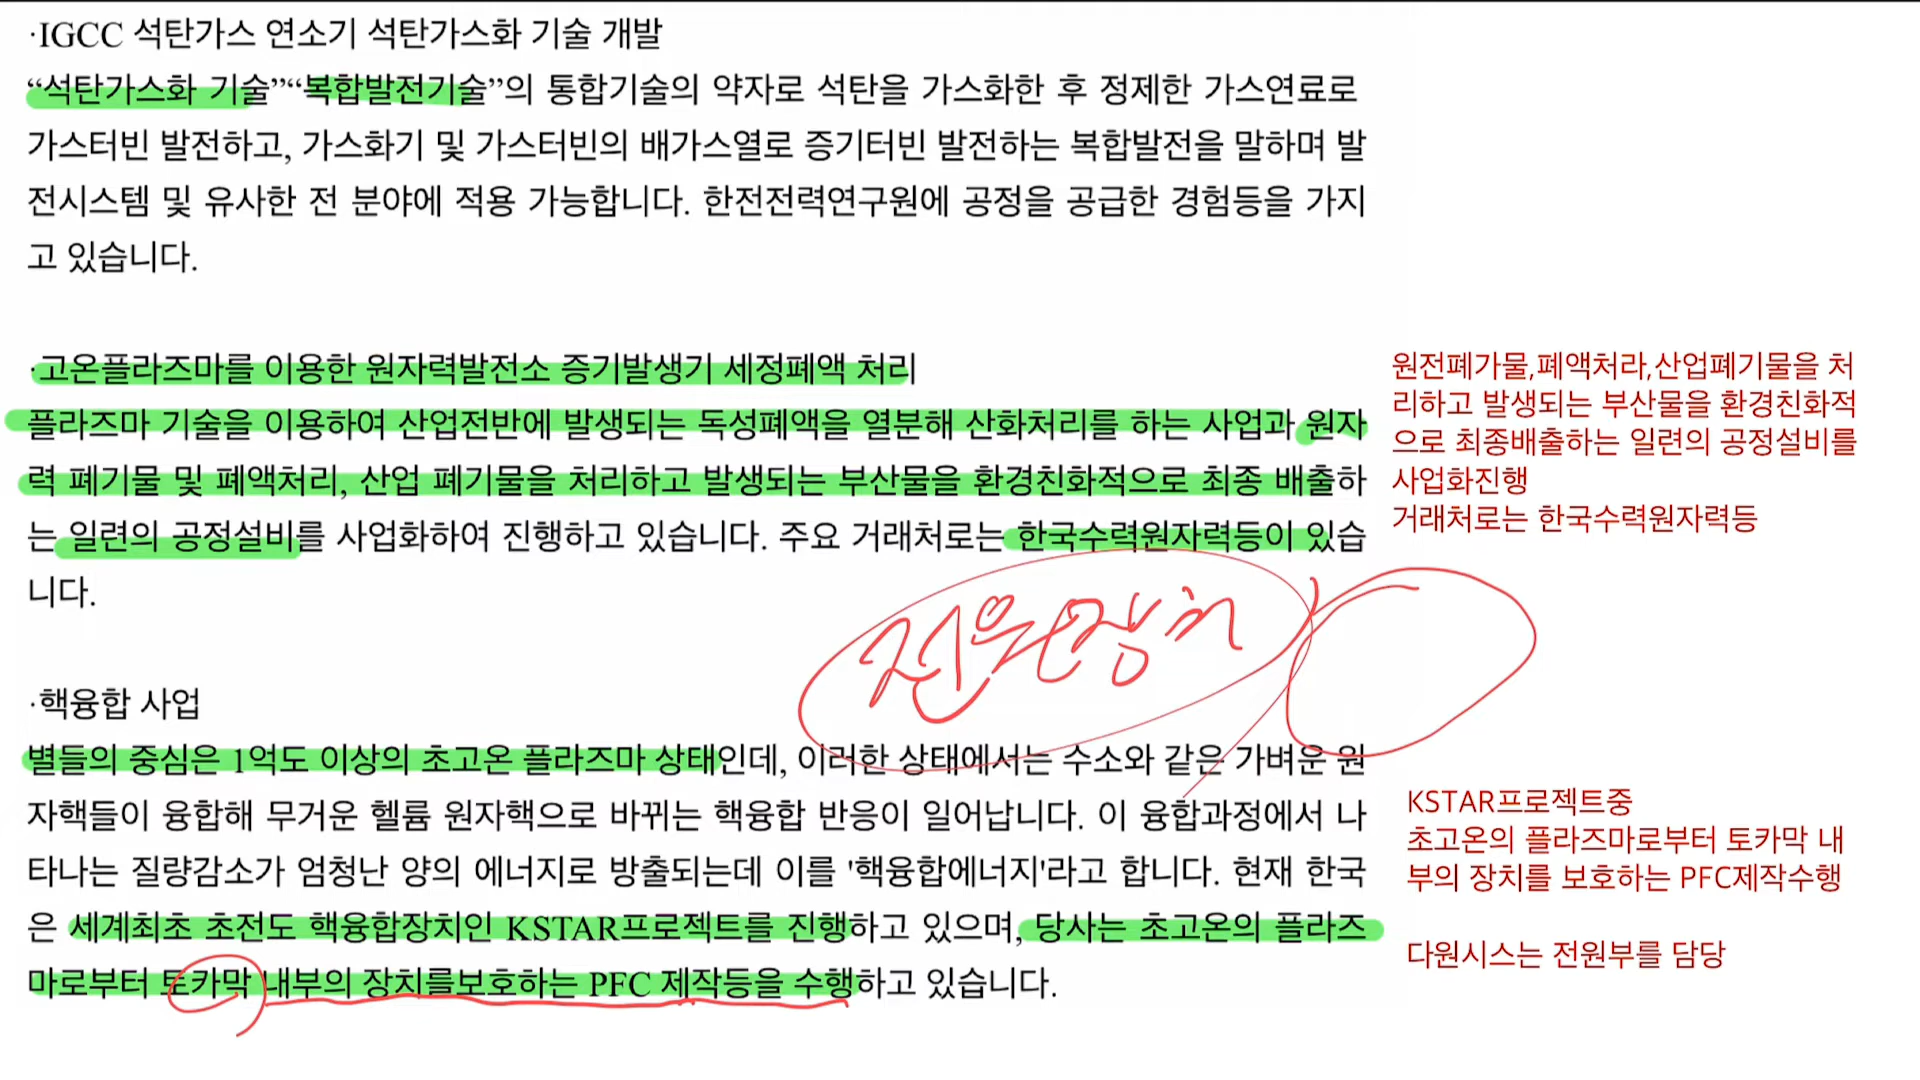 ·IGCC 석탄가스 연소기 석탄가스화 기술 개발
“석탄가스화 기술”“복합발전기술”의 통합기술의 약자로 석탄을 가스화한 후 정제한 가스연료로
가스터빈 발전하고, 가스화기 및 가스터빈의 배가스열로 증기터빈 발전하는 복합발전을 말하며 발
전시스템 및 유사한 전 분야에 적용 가능합니다. 한전전력연구원에 공정을 공급한 경험등을 가지
고 있습니다.
·고온플라즈마를 이용한 원자력발전소 증기발생기 세정폐액 처리
플라즈마 기술을 이용하여 산업전반에 발생되는 독성폐액을 열분해 산화처리를 하는 사업과 원자
력 폐기물 및 폐액처리, 산업 폐기물을 처리하고 발생되는 부산물을 환경친화적으로 최종 배출하
는 일련의 공정설비를 사업화하여 진행하고 있습니다. 주요 거래처로는 한국수력원자력등이 있습
니다.
원전폐가물,폐액처라,산업폐기물을 처
리하고 발생되는 부산물을 환경친화적
으로 최종배출하는 일련의 공정설비를
사업화진행
거래처로는 한국수력원자력등
·핵융합 사업
별들의 중심은 1억도 이상의 초고온 플라즈마 상태인데, 이러한 상태에서는 수소와 같은 가벼운 원
자핵들이 융합해 무거운 헬륨 원자핵으로 바뀌는 핵융합 반응이 일어납니다. 이 융합과정에서 나
타나는 질량감소가 엄청난 양의 에너지로 방출되는데 이를 '핵융합에너지'라고 합니다. 현재 한국
은 세계최초 초전도 핵융합장치인 KSTAR프로젝트를 진행하고 있으며, 당사는 초고온의 플라즈
마로부터 토카막 내부의 장치를보호하는 PFC 제작등을 수행하고 있습니다.
KSTAR프로젝트중
초고온의 플라즈마로부터 토카막 내
부의 장치를 보호하는 PFC제작수행
다원시스는 전원부를 담당